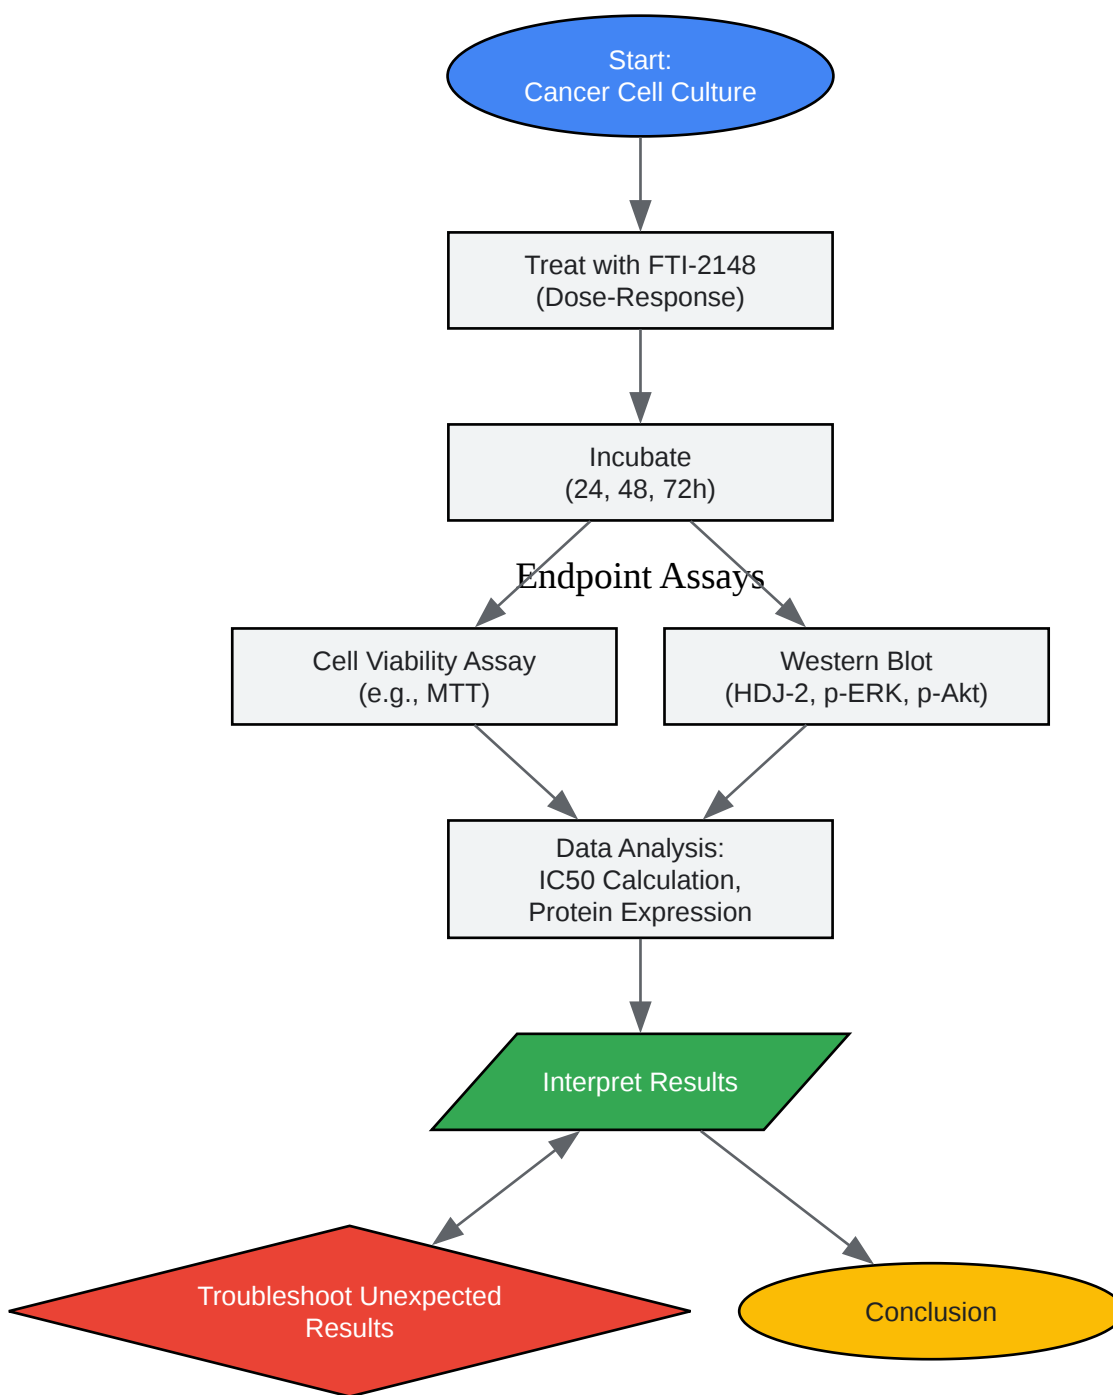 Start:
Cancer Cell Culture
Treat with FTI-2148
(Dose-Response)
Incubate
(24, 48, 72h)
Endpoint Assays
Cell Viability Assay
(e.g., MTT)
Western Blot
(HDJ-2, p-ERK, p-Akt)
Data Analysis:
IC50 Calculation,
Protein Expression
Interpret Results
Troubleshoot Unexpected
Results
Conclusion